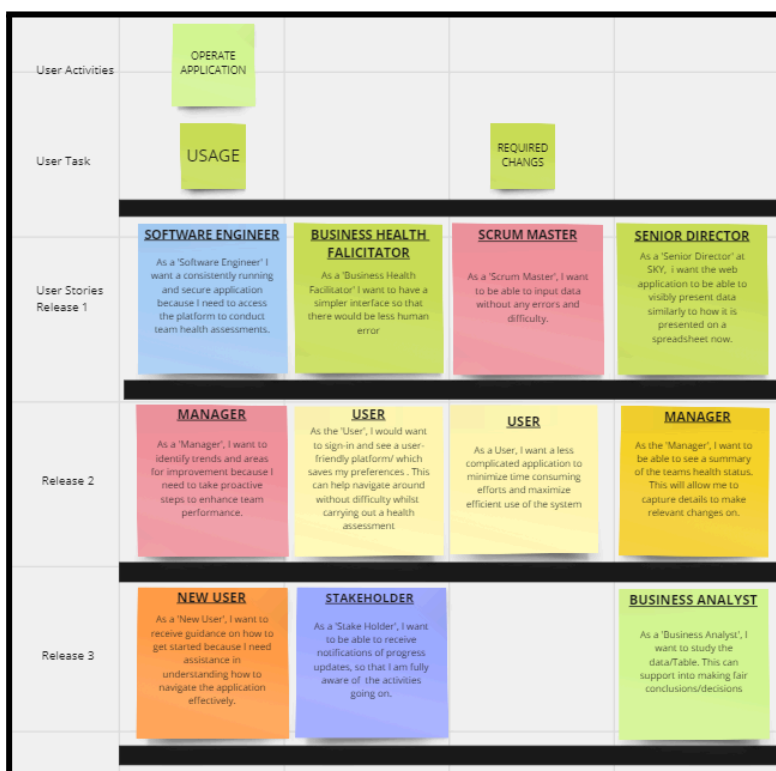 User Activities
OPERATE
APPLICATION
User Task
USAGE
REQUIRED
CHANGS
User Stories
Release 1
SOFTWARE ENGINEER
As a 'Software Engineer' I
want a consistently running
and secure application
because I need to access
the platform to conduct
team health assessments.
BUSINESS HEALTH
FALICITATOR
As a 'Business Health
Facilitator' I want to have a
simpler interface so that
there would be less human
error
SCRUM MASTER
As a 'Scrum Master', I want
to be able to input data
without any errors and
difficulty.
SENIOR DIRECTOR
As a 'Senior Director' at
SKY, i want the web
application to be able to
visibly present data
similarly to how it is
presented on a
spreadsheet now.
Release 2
MANAGER
As a 'Manager', I want to
identify trends and areas
for improvement because I
need to take proactive
steps to enhance team
performance.
USER
As the 'User', I would want
to sign-in and see a user-
friendly platform/ which
saves my preferences . This
can help navigate around
without difficulty whilst
carrying out a health
assessment
USER
As a User, I want a less
complicated application to
minimize time consuming
efforts and maximize
efficient use of the system
MANAGER
As the 'Manager', I want to
be able to see a summary
of the teams health status.
This will allow me to
capture details to make
relevant changes on.
Release 3
NEW USER
As a 'New User', I want to
receive guidance on how to
get started because I need
assistance in
understanding how to
navigate the application
effectively.
STAKEHOLDER
As a 'Stake Holder', I want
to be able to receive
notifications of progress
updates, so that I am fully
aware of the activities
going on.
BUSINESS ANALYST
As a 'Business Analyst', I
want to study the
data/Table. This can
support into making fair
conclusions/decisions